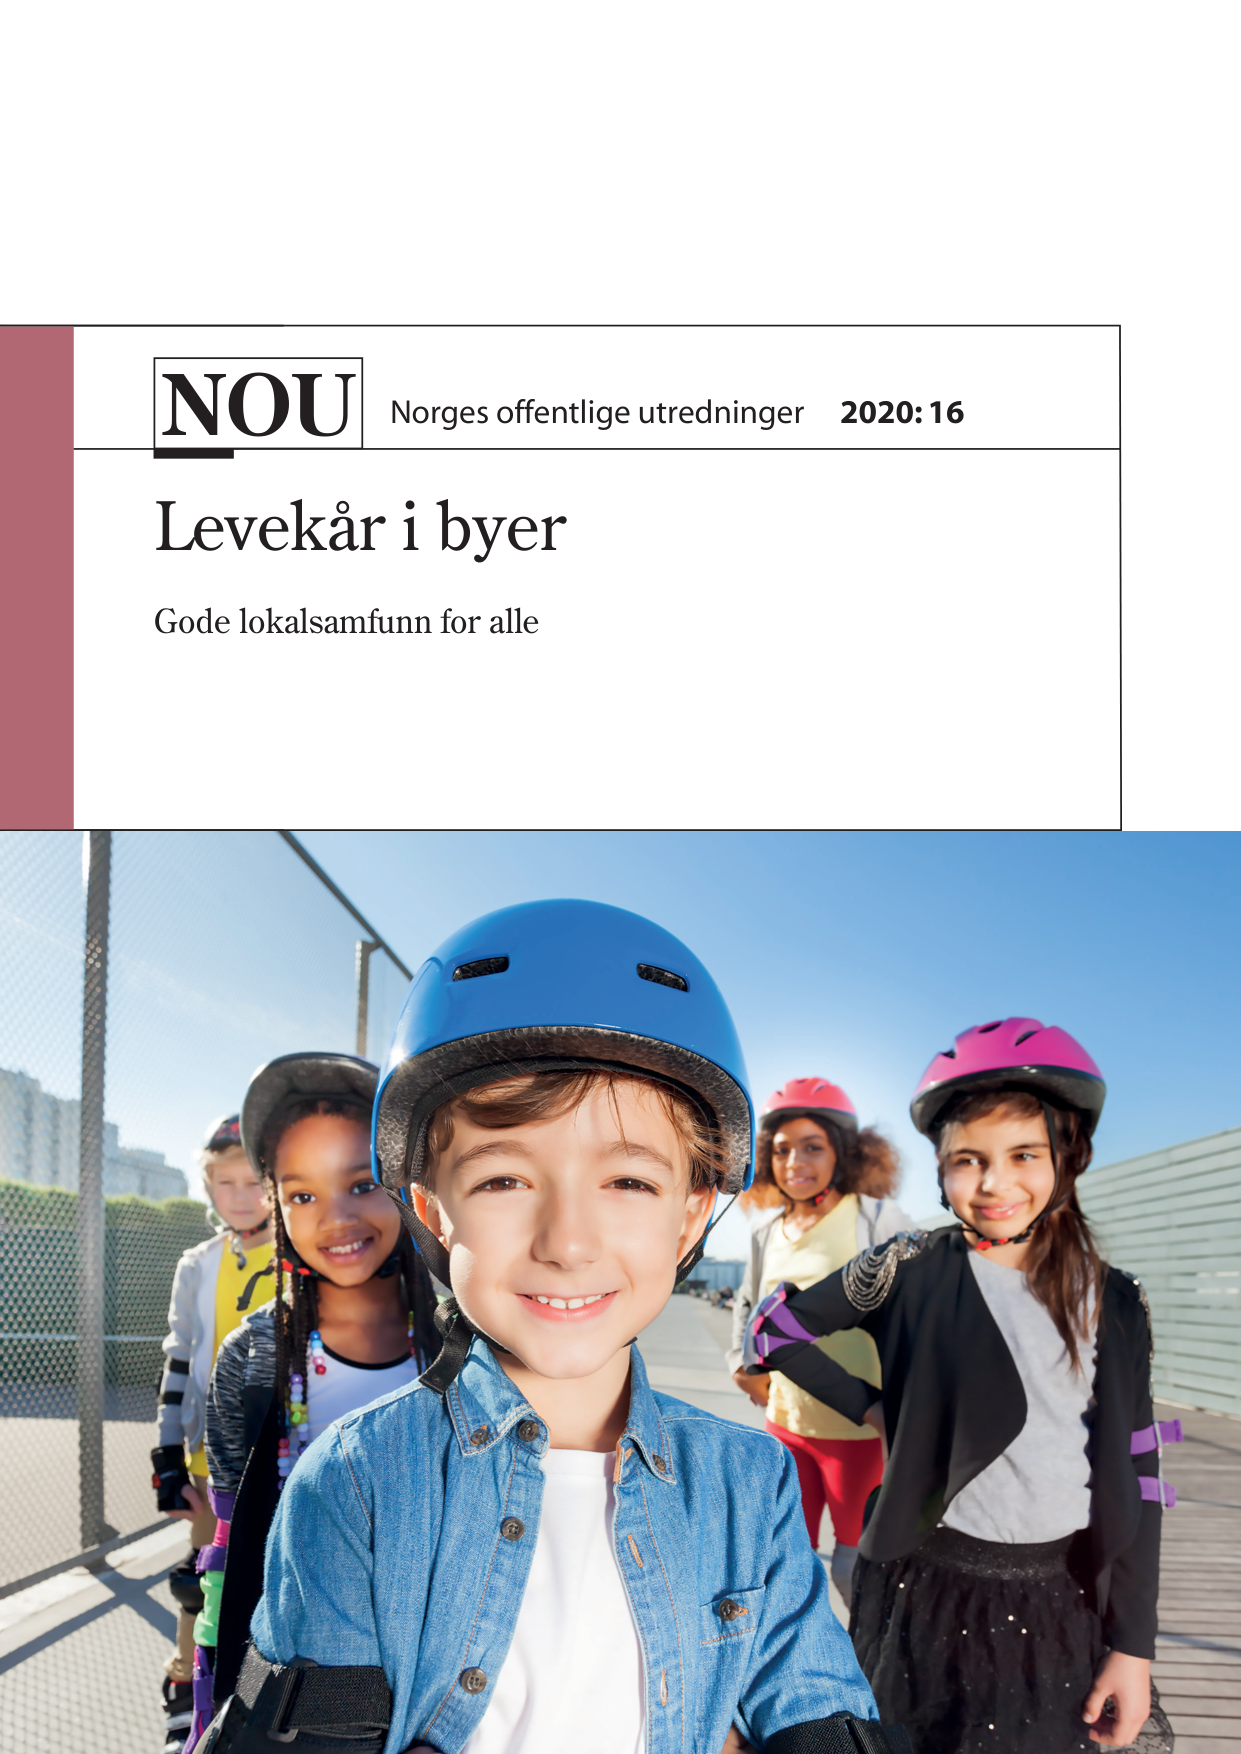 NOU Norges offentlige utredninger 2020: 16
Levekår i byer
Gode lokalsamfunn for alle